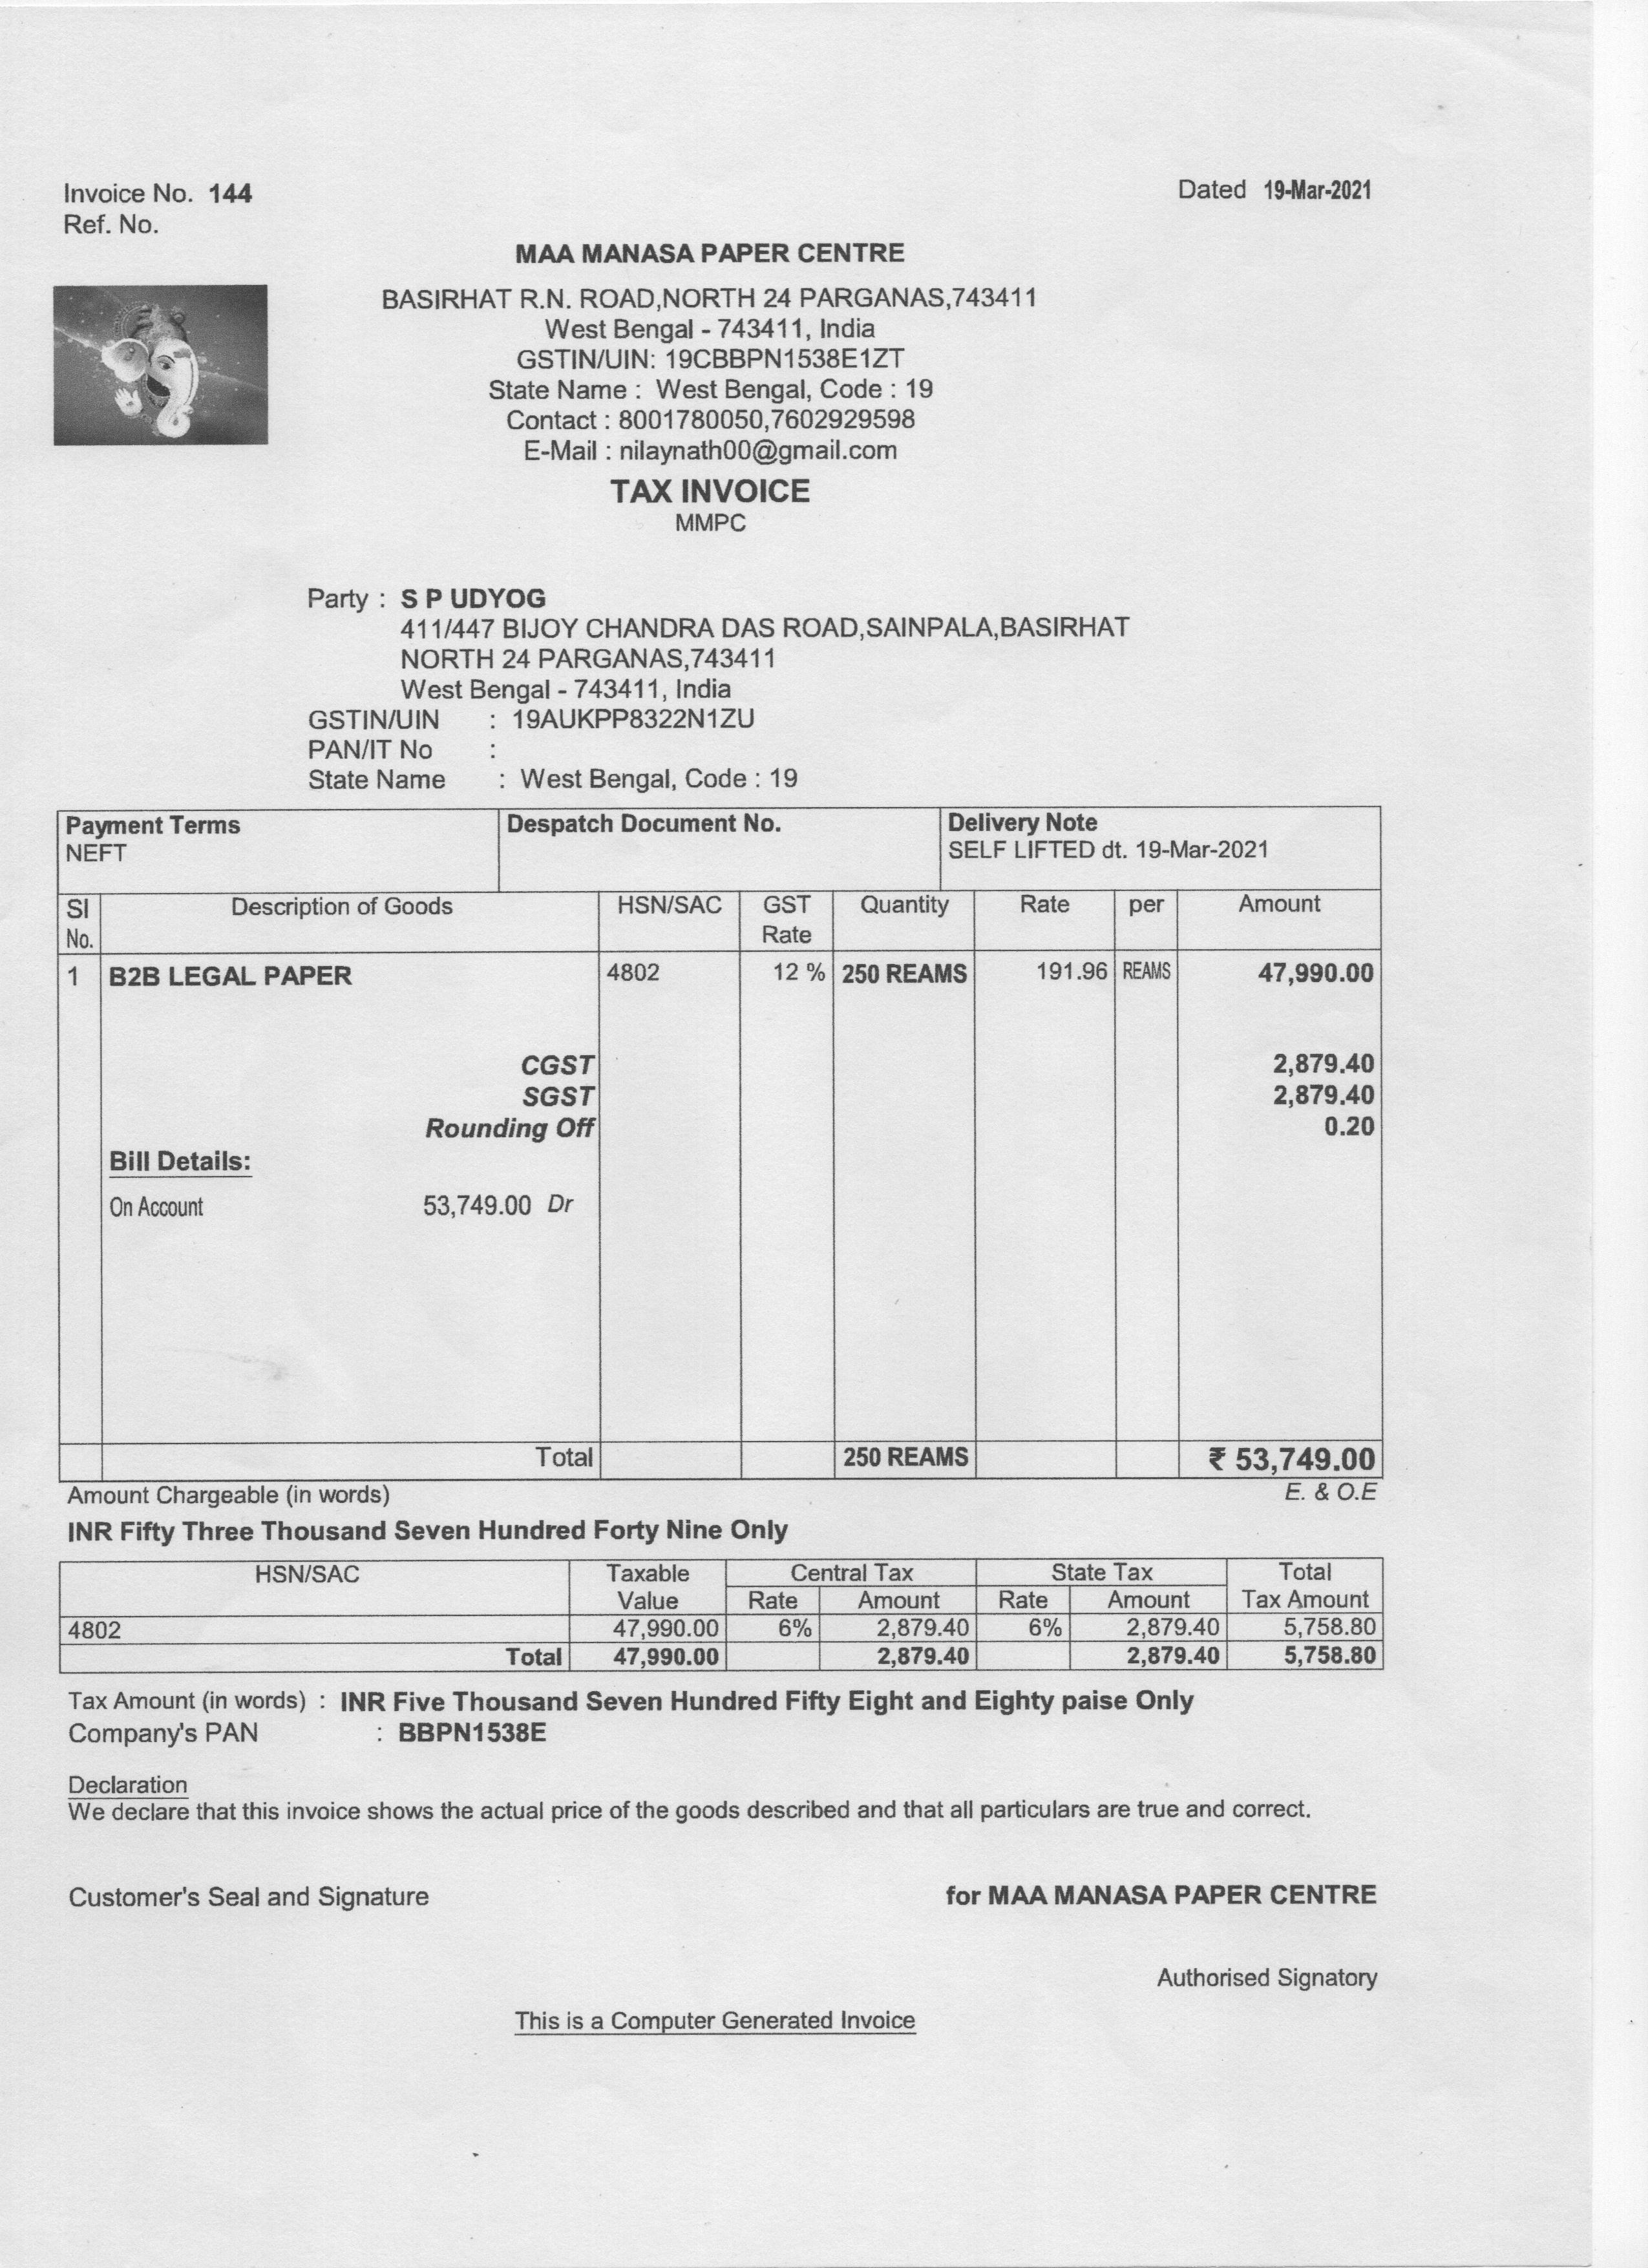 Invoice No. 144
Dated 19-Mar-2021
Ref. No.
MAA MANASA PAPER CENTRE
BASIRHAT R.N. ROAD,NORTH 24 PARGANAS,743411
West Bengal - 743411, India
GSTIN/UIN: 19CBBPN1538E1ZT
State Name : West Bengal, Code : 19
Contact : 8001780050,7602929598
E-Mail : nilaynath00@gmail.com
TAX INVOICE
MMPC
Party : S P UDYOG
411/447 BIJOY CHANDRA DAS ROAD,SAINPALA,BASIRHAT
NORTH 24 PARGANAS,743411
West Bengal - 743411, India
GSTIN/UIN : 19AUKPP8322N1ZU
PAN/IT No :
State Name : West Bengal, Code : 19
Payment Terms Despatch Document No. Delivery Note
NEFT SELF LIFTED dt. 19-Mar-2021
Sl Description of Goods HSN/SAC GST Quantity Rate per Amount
No. Rate
1 B2B LEGAL PAPER 4802 12 % 250 REAMS 191.96 REAMS 47,990.00
CGST 2,879.40
SGST 2,879.40
Rounding Off 0.20
Bill Details:
On Account 53,749.00 Dr
Total 250 REAMS ₹ 53,749.00
Amount Chargeable (in words) E. & O.E
INR Fifty Three Thousand Seven Hundred Forty Nine Only
HSN/SAC Taxable Central Tax State Tax Total
Value Rate Amount Rate Amount Tax Amount
4802 47,990.00 6% 2,879.40 6% 2,879.40 5,758.80
Total 47,990.00 2,879.40 2,879.40 5,758.80
Tax Amount (in words) : INR Five Thousand Seven Hundred Fifty Eight and Eighty paise Only
Company's PAN : BBPN1538E
Declaration
We declare that this invoice shows the actual price of the goods described and that all particulars are true and correct.
Customer's Seal and Signature for MAA MANASA PAPER CENTRE
Authorised Signatory
This is a Computer Generated Invoice